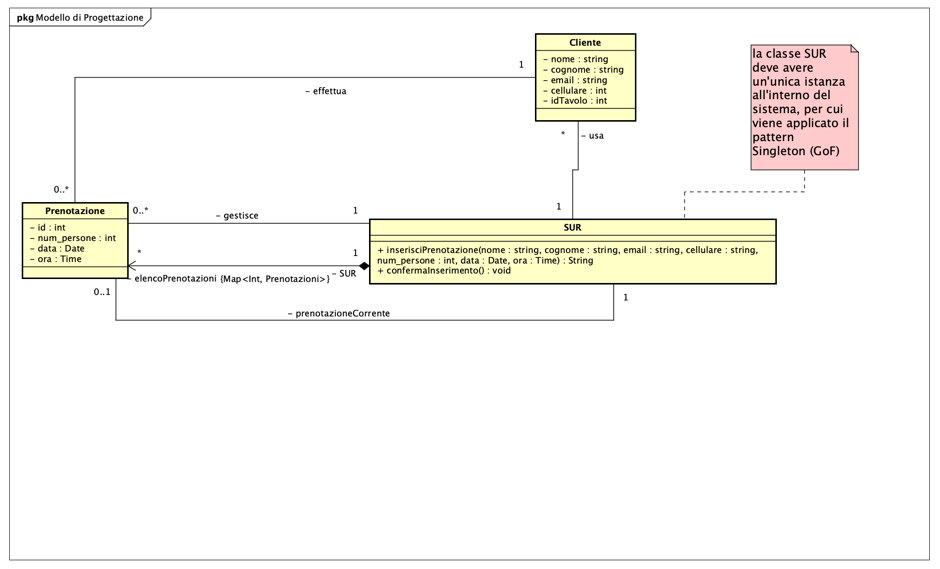 pkg Modello di Progettazione
Cliente
- nome : string
- cognome : string
- email : string
- cellulare : int
- idTavolo : int
la classe SUR
deve avere
un'unica istanza
all'interno del
sistema, per cui
viene applicato il
pattern
Singleton (GoF)
1
- effettua
*
- usa
0..*
1
Prenotazione
- id : int
- num_persone : int
- data : Date
- ora : Time
0..*
- gestisce
1
SUR
+ inserisciPrenotazione(nome : string, cognome : string, email : string, cellulare : string,
num_persone : int, data : Date, ora : Time) : String
+ confermaInserimento() : void
*
1
- elencoPrenotazioni {Map<Int, Prenotazioni>}
- SUR
0..1
1
- prenotazioneCorrente